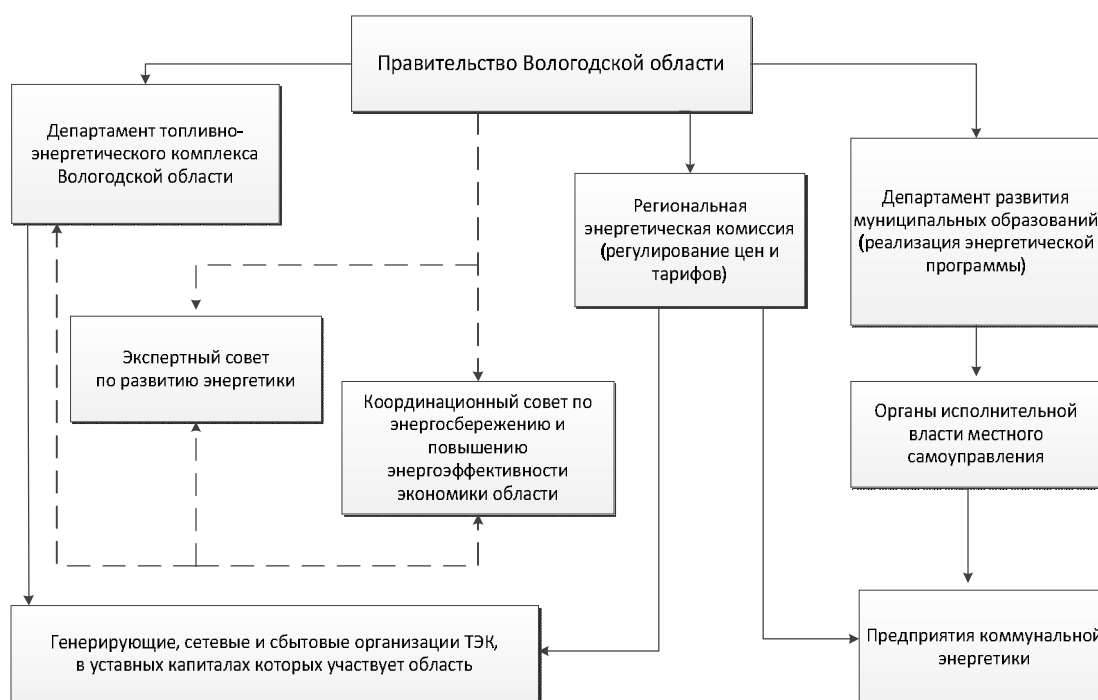 Правительство Вологодской области
Департамент топливно-
энергетического комплекса
Вологодской области
Региональная
энергетическая комиссия
(регулирование цен и
тарифов)
Департамент развития
муниципальных образований
(реализация энергетической
программы)
Экспертный совет
по развитию энергетики
Координационный совет по
энергосбережению и
повышению
энергоэффективности
экономики области
Органы исполнительной
власти местного
самоуправления
Генерирующие, сетевые и сбытовые организации ТЭК,
в уставных капиталах которых участвует область
Предприятия коммунальной
энергетики